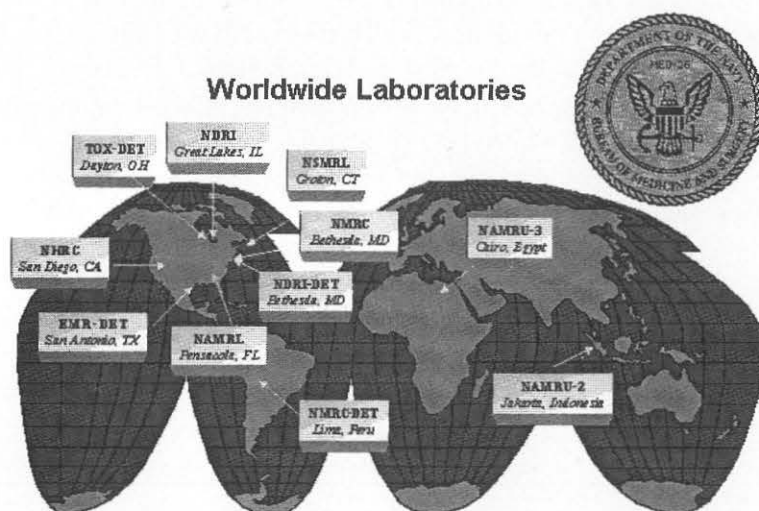 Worldwide Laboratories
DEPARTMENT OF THE NAVY
MED-26
BUREAU OF MEDICINE AND SURGERY
TOX-DET
Dayton, OH
NDRI
Great Lakes, IL
NSMRL
Groton, CT
NMRC
Bethesda, MD
NAMRU-3
Cairo, Egypt
NHRC
San Diego, CA
NDRI-DET
Bethesda, MD
EMR-DET
San Antonio, TX
NAMRL
Pensacola, FL
NAMRU-2
Jakarta, Indonesia
NMRC-DET
Lima, Peru